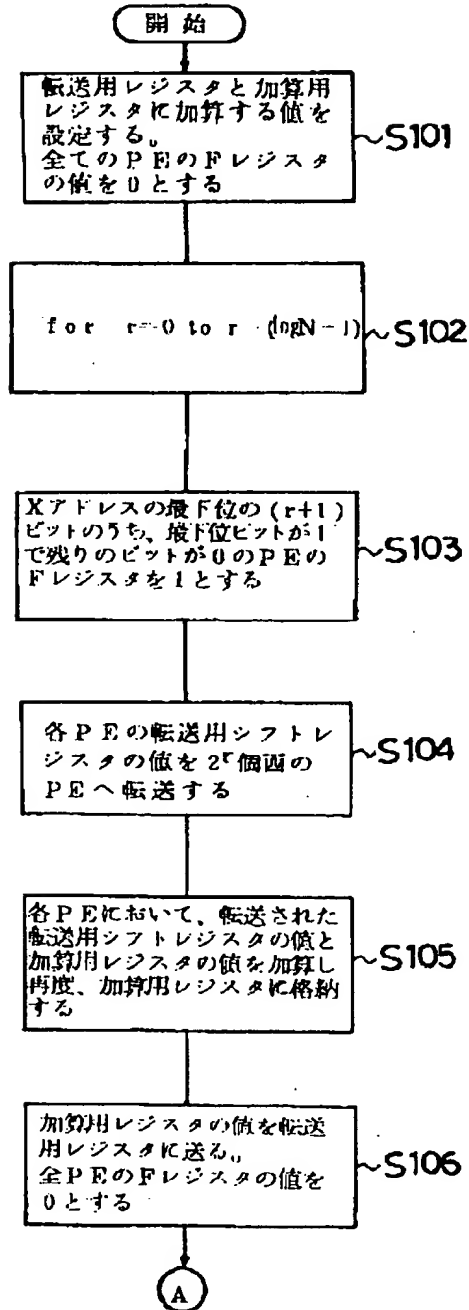 開始
転送用レジスタと加算用
レジスタに加算する値を
設定する。
全てのPEのFレジスタ
の値を0とする
S101
for r=0 to r (logN-1)
S102
Xアドレスの最下位の(r+1)
ビットのうち、最下位ビットが1
で残りのビットが0のPEの
Fレジスタを1とする
S103
各PEの転送用シフトレ
ジスタの値を2^r個西の
PEへ転送する
S104
各PEにおいて、転送された
転送用シフトレジスタの値と
加算用レジスタの値を加算し
再度、加算用レジスタに格納
する
S105
加算用レジスタの値を転送
用レジスタに送る。
全PEのFレジスタの値を
0とする
S106
A